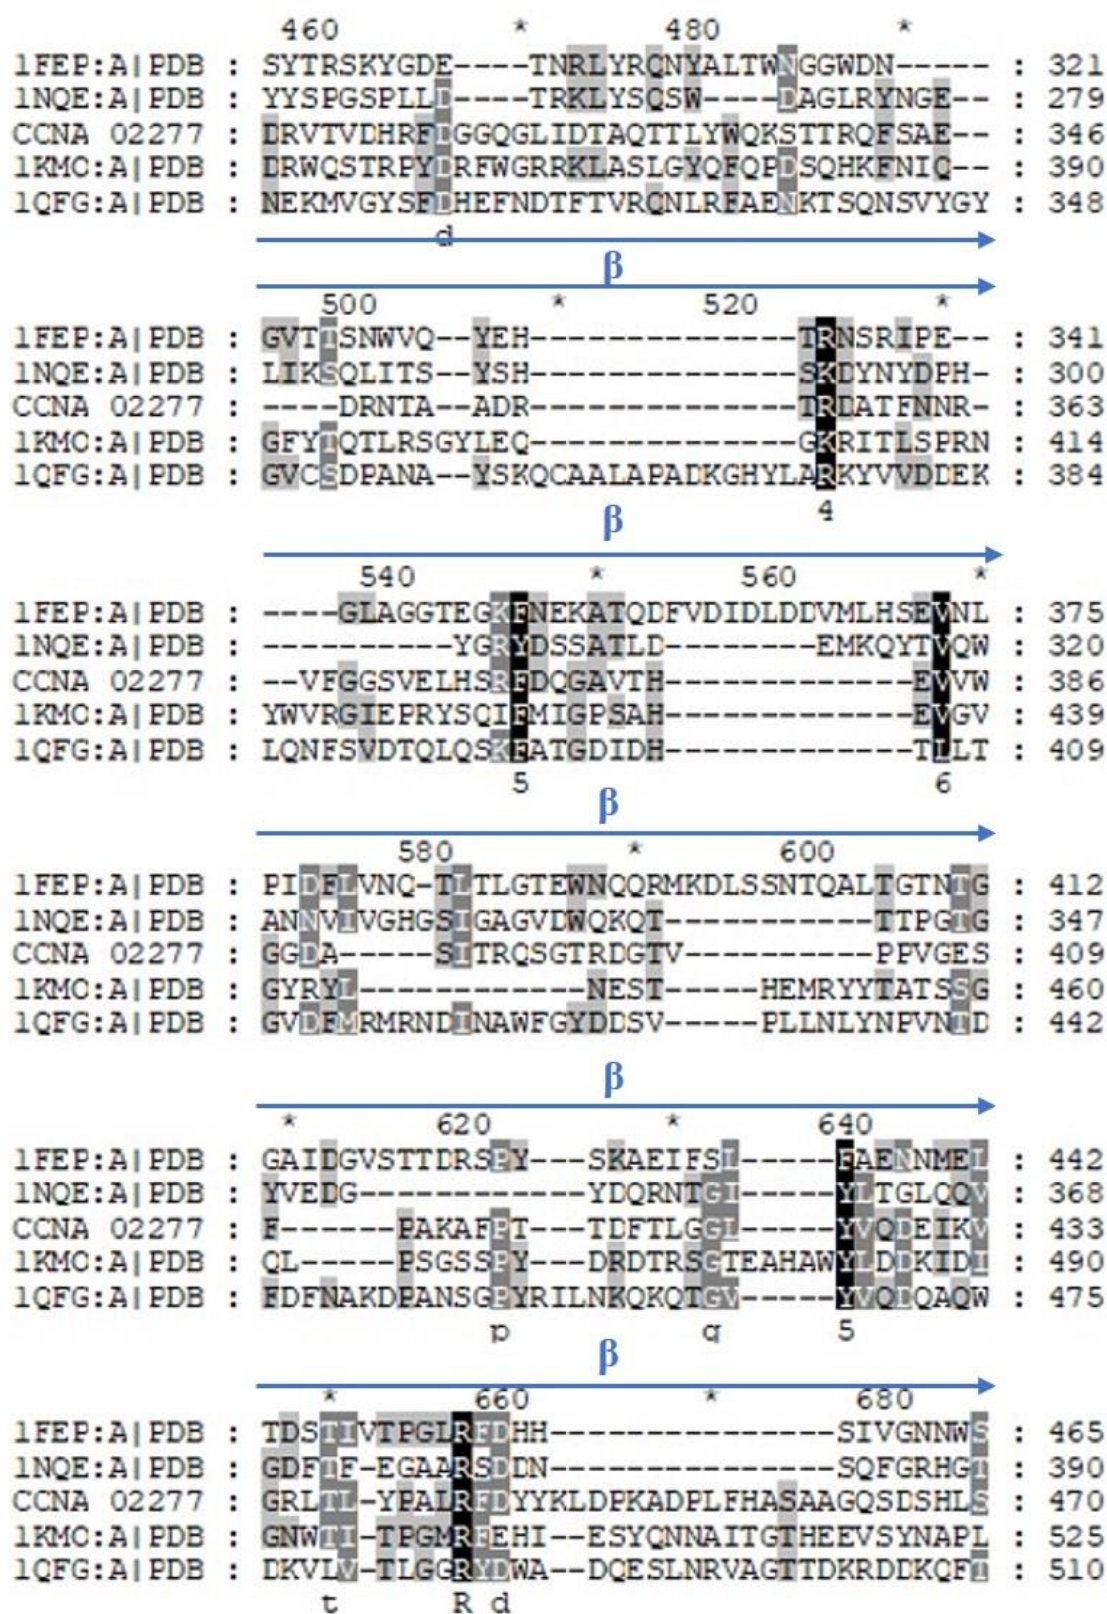 460 * 480 *
1FEP:A|PDB : SYTRSKYGDE----TNRLYRQNYALTWNGGWDN----- : 321
1NQE:A|PDB : YYSPGSPLLD----TRKLYSQSW----DAGLRYNGE-- : 279
CCNA 02277 : DRVTVDHRFDGGQGLIDTAQTTLYWQKSTTRQFSAE-- : 346
1KMO:A|PDB : DRWQSTRPYDRFWGRRKLASLGYQFQPDSQHKFNIQ-- : 390
1QFG:A|PDB : NEKMVGYSFDHEFNDTFTVRQNLRFAENKTSQNSVYGY : 348
d
β
500 * 520 *
1FEP:A|PDB : GVTTSNWVQ--YEH--------------TRNSRIPE-- : 341
1NQE:A|PDB : LIKSQLITS--YSH--------------SKDYNYDPH- : 300
CCNA 02277 : ----DRNTA--ADR--------------TRDATFNNR- : 363
1KMO:A|PDB : GFYTQTLRSGYLEQ--------------GKRITLSPRN : 414
1QFG:A|PDB : GVCSDPANA--YSKQCAALAPADKGHYLARKYVVDDEK : 384
4
β
540 * 560 *
1FEP:A|PDB : ----GLAGGTEGKFNEKATQDFVDIDLDDVMLHSEVNL : 375
1NQE:A|PDB : ----------YGRYDSSATLD--------EMKQYTVQW : 320
CCNA 02277 : --VFGGSVELHSRFDQGAVTH-------------EVVW : 386
1KMO:A|PDB : YWVRGIEPRYSQIFMIGPSAH-------------EVGV : 439
1QFG:A|PDB : LQNFSVDTQLQSKFATGDIDH-------------TLLT : 409
5 6
β
580 * 600
1FEP:A|PDB : PIDFLVNQ-TLTLGTEWNQQRMKDLSSNTQALTGTNTG : 412
1NQE:A|PDB : ANNVIVGHGSIGAGVDWQKQT-----------TTPGTG : 347
CCNA 02277 : GGDA-----SITRQSGTRDGTV----------PPVGES : 409
1KMO:A|PDB : GYRYL------------NEST-----HEMRYYTATSSG : 460
1QFG:A|PDB : GVDFMRMRNDINAWFGYDDSV-----PLLNLYNPVNTD : 442
β
* 620 * 640
1FEP:A|PDB : GAIDGVSTTDRSPY---SKAEIFSL-----FAENNMEL : 442
1NQE:A|PDB : YVEDG------------YDQRNTGI-----YLTGLQQV : 368
CCNA 02277 : F------PAKAFPT---TDFTLGGL-----YVQDEIKV : 433
1KMO:A|PDB : QL-----PSGSSPY---DRDTRSGTEAHAWYLDDKIDI : 490
1QFG:A|PDB : FDFNAKDPANSGPYRILNKQKQTGV-----YVQDQAQW : 475
p g 5
β
* 660 * 680
1FEP:A|PDB : TDSTIVTPGLRFDHH---------------SIVGNNWS : 465
1NQE:A|PDB : GDFTF-EGAARSDDN---------------SQFGRHGT : 390
CCNA 02277 : GRLTL-YPALRFDYYKLDPKADPLFHASAAGQSDSHLS : 470
1KMO:A|PDB : GNWTI-TPGMRFEHI--ESYQNNAITGTHEEVSYNAPL : 525
1QFG:A|PDB : DKVLV-TLGGRYDWA--DQESLNRVAGTTDKRDDKQFT : 510
t R d